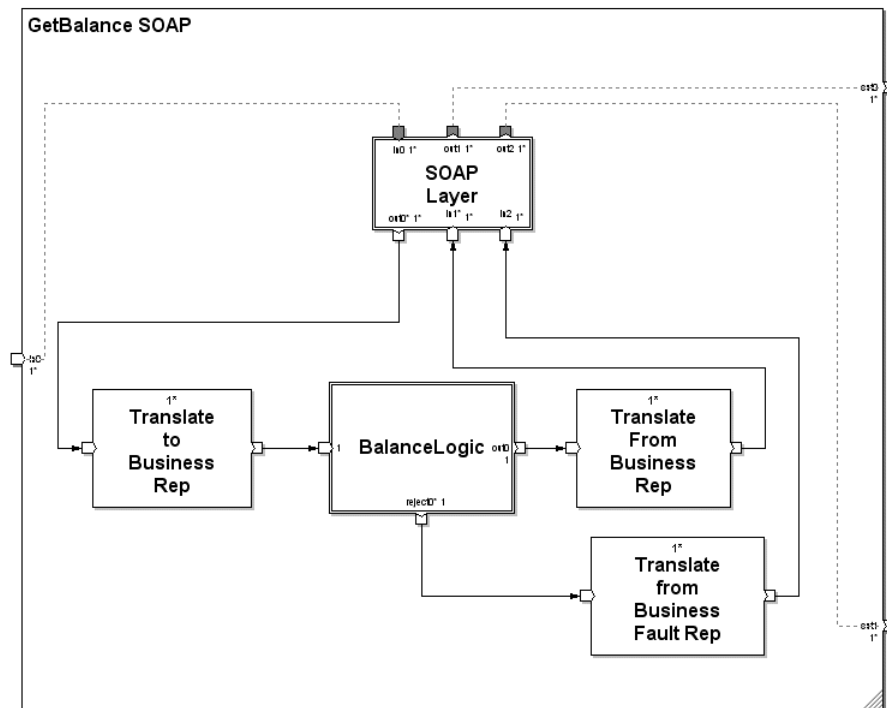 GetBalance SOAP
out0
1*
in0 1* out1 1* out2 1*
SOAP
Layer
out0* 1* in1* 1* in2 1*
in0
1*
1*
Translate
to
Business
Rep
1 BalanceLogic out0
1
reject0* 1
1*
Translate
From
Business
Rep
1*
Translate
from
Business
Fault Rep
out1
1*